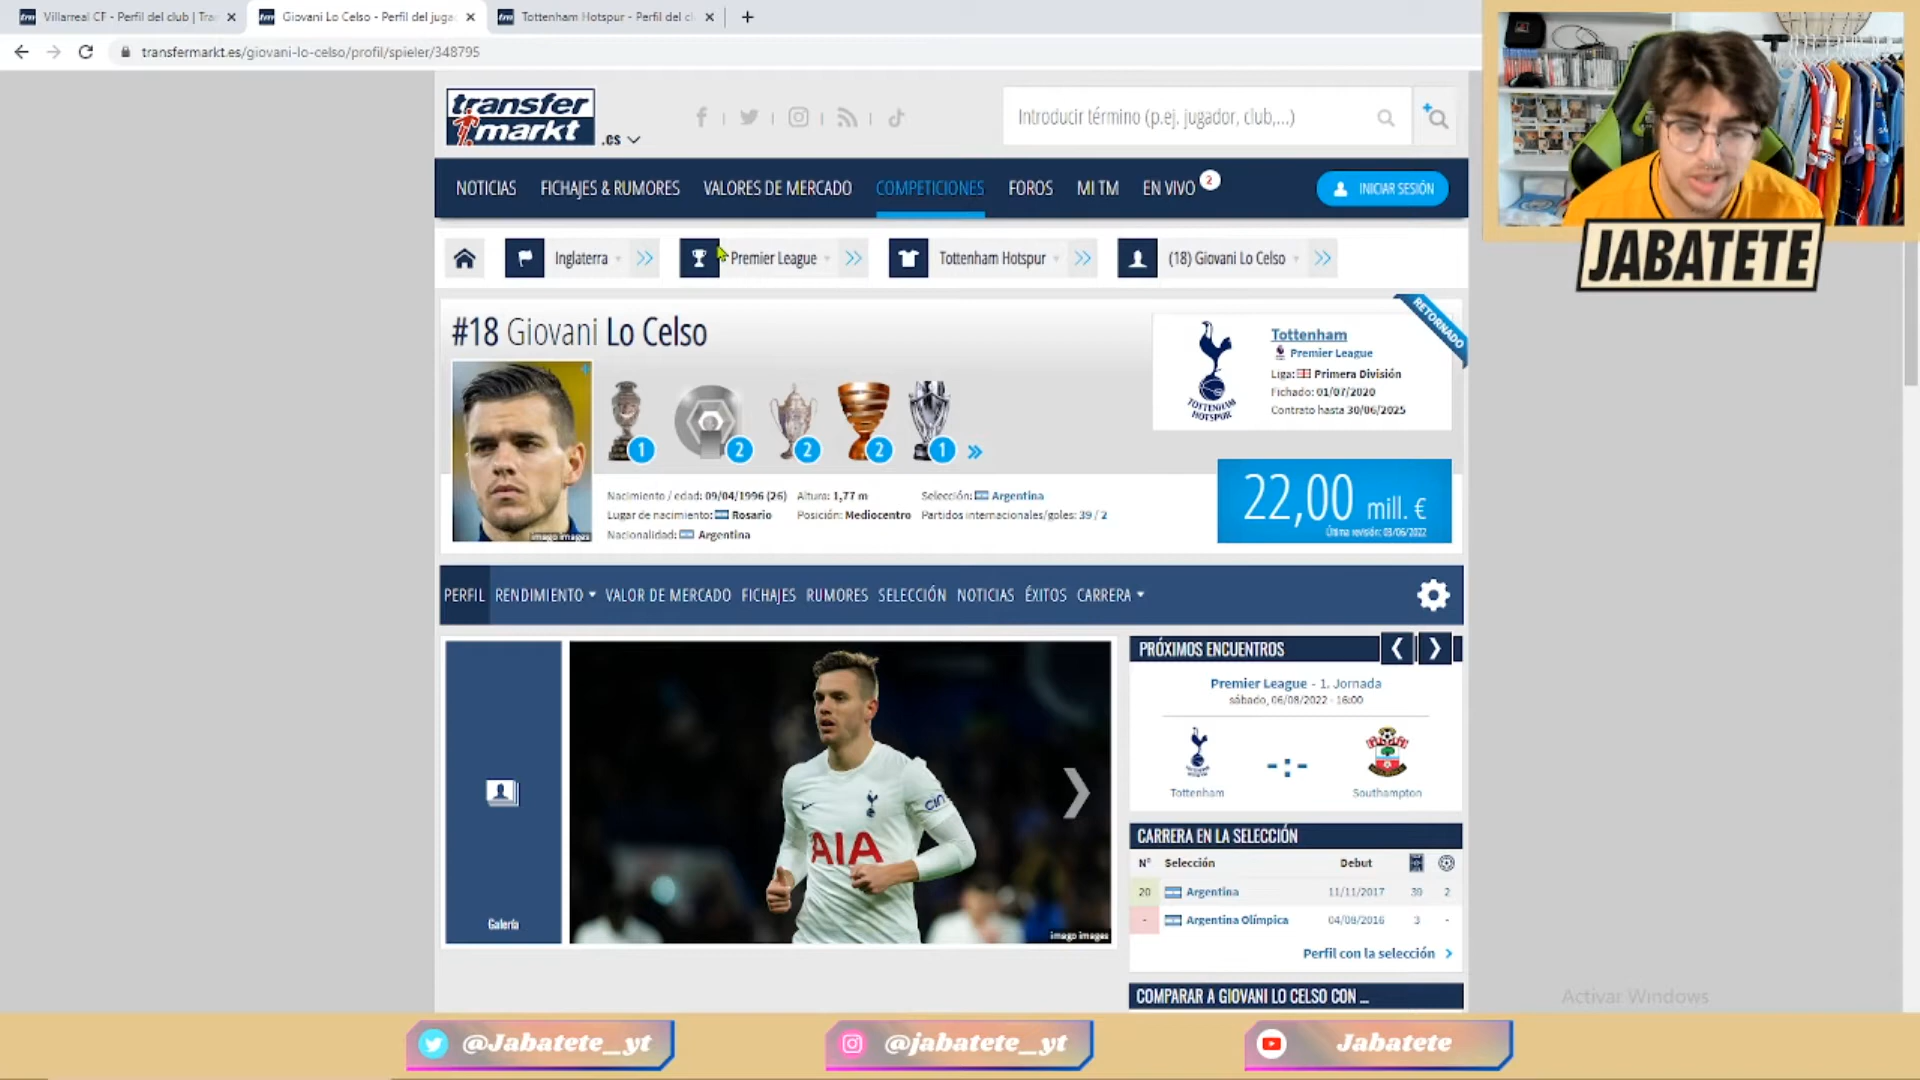 Villarreal CF - Perfil del club | Tra
Giovani Lo Celso - Perfil del juga
Tottenham Hotspur - Perfil del cl
transfermarkt.es/giovani-lo-celso/profil/spieler/348795
transfer
markt
.es
Introducir término (p.ej. jugador, club,...)
NOTICIAS FICHAJES & RUMORES VALORES DE MERCADO COMPETICIONES FOROS MI TM EN VIVO 2 INICIAR SESIÓN
Inglaterra Premier League Tottenham Hotspur (18) Giovani Lo Celso
JABATETE
#18 Giovani Lo Celso
RETORNADO
Tottenham
Premier League
Liga: Primera División
Fichado: 01/07/2020
Contrato hasta 30/06/2025
TOTTENHAM
HOTSPUR
1 2 2 2 1
22,00 mill. €
Última revisión: 03/06/2022
Nacimiento / edad: 09/04/1996 (26) Altura: 1,77 m Selección: Argentina
Lugar de nacimiento: Rosario Posición: Mediocentro Partidos internacionales/goles: 39 / 2
Nacionalidad: Argentina
imago images
PERFIL RENDIMIENTO VALOR DE MERCADO FICHAJES RUMORES SELECCIÓN NOTICIAS ÉXITOS CARRERA
Galería
AIA
imago images
PRÓXIMOS ENCUENTROS
Premier League - 1. Jornada
sábado, 06/08/2022 - 16:00
-:-
Tottenham Southampton
CARRERA EN LA SELECCIÓN
Nº Selección Debut
20 Argentina 11/11/2017 39 2
- Argentina Olímpica 04/08/2016 3 -
Perfil con la selección
COMPARAR A GIOVANI LO CELSO CON ...
Activar Windows
@Jabatete_yt
@jabatete_yt
Jabatete